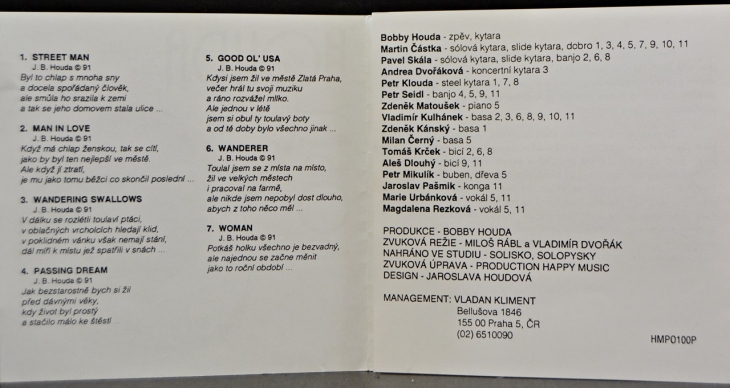 1. STREET MAN
J. B. Houda © 91
Byl to chlap s mnoha sny
a docela spořádaný člověk,
ale smůla ho srazila k zemi
a tak se jeho domovem stala ulice ...
2. MAN IN LOVE
J. B. Houda © 91
Když má chlap ženskou, tak se cítí,
jako by byl ten nejlepší ve městě.
Ale když ji ztratí,
je mu jako tomu běžci co skončil poslední ...
3. WANDERING SWALLOWS
J. B. Houda © 91
V dálku se rozlétli toulaví ptáci,
v oblačných vrcholcích hledají klid,
v poklidném vánku však nemají stání,
dál míří k místu jež spatřili v snách ...
4. PASSING DREAM
J. B. Houda © 91
Jak bezstarostně bych si žil
před dávnými věky,
kdy život byl prostý
a stačilo málo ke štěstí ...
5. GOOD OL' USA
J. B. Houda © 91
Kdysi jsem žil ve městě Zlatá Praha,
večer hrál tu svoji muziku
a ráno rozvážel mlíko.
Ale jednou v létě
jsem si obul ty toulavý boty
a od té doby bylo všechno jinak ...
6. WANDERER
J. B. Houda © 91
Toulal jsem se z místa na místo,
žil ve velkých městech
i pracoval na farmě,
ale nikde jsem nepobyl dost dlouho,
abych z toho něco měl ...
7. WOMAN
J. B. Houda © 91
Potkáš holku všechno je bezvadný,
ale najednou se začne měnit
jako to roční období ...
Bobby Houda - zpěv, kytara
Martin Částka - sólová kytara, slide kytara, dobro 1, 3, 4, 5, 7, 9, 10, 11
Pavel Skála - sólová kytara, slide kytara, banjo 2, 6, 8
Andrea Dvořáková - koncertní kytara 3
Petr Klouda - steel kytara 1, 7, 8
Petr Seidl - banjo 4, 5, 9, 11
Zdeněk Matoušek - piano 5
Vladimír Kulhánek - basa 2, 3, 6, 8, 9, 10, 11
Zdeněk Kánský - basa 1
Milan Černý - basa 5
Tomáš Krček - bicí 2, 6, 8
Aleš Dlouhý - bicí 9, 11
Petr Mikulík - buben, dřeva 5
Jaroslav Pašmik - konga 11
Marie Urbánková - vokál 5, 11
Magdalena Rezková - vokál 5, 11
PRODUKCE - BOBBY HOUDA
ZVUKOVÁ REŽIE - MILOŠ RÁBL a VLADIMÍR DVOŘÁK
NAHRÁNO VE STUDIU - SOLISKO, SOLOPYSKY
ZVUKOVÁ ÚPRAVA - PRODUCTION HAPPY MUSIC
DESIGN - JAROSLAVA HOUDOVÁ
MANAGEMENT: VLADAN KLIMENT
Bellušova 1846
155 00 Praha 5, ČR
(02) 6510090
HMPO100P